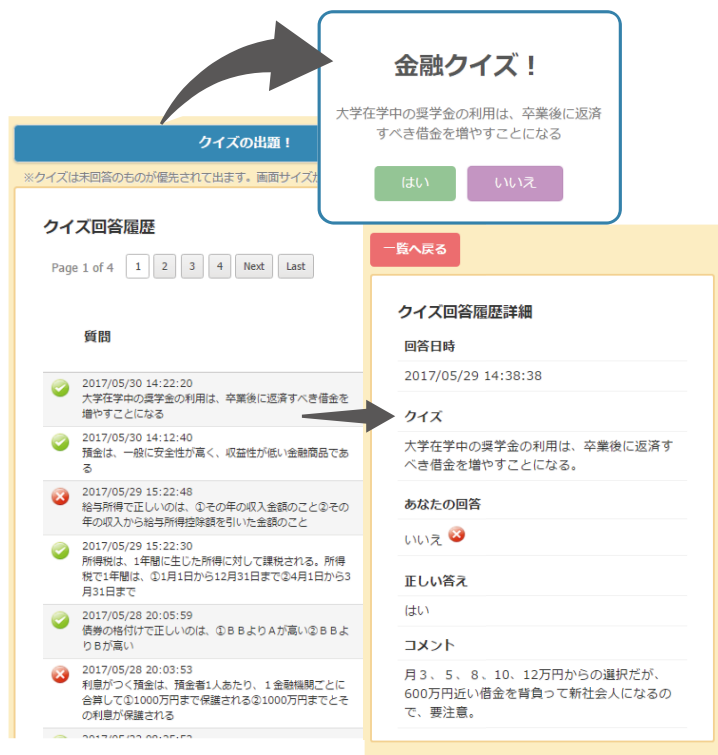 金融クイズ！
大学在学中の奨学金の利用は、卒業後に返済
すべき借金を増やすことになる
はい
いいえ
クイズの出題！
※クイズは未回答のものが優先されて出ます。画面サイズ
クイズ回答履歴
Page 1 of 4 1 2 3 4 Next Last
質問
2017/05/30 14:22:20
大学在学中の奨学金の利用は、卒業後に返済すべき借金を
増やすことになる
2017/05/30 14:12:40
預金は、一般に安全性が高く、収益性が低い金融商品であ
る
2017/05/29 15:22:48
給与所得で正しいのは、①その年の収入金額のこと②その
年の収入から給与所得控除額を引いた金額のこと
2017/05/29 15:22:30
所得税は、1年間に生じた所得に対して課税される。所得
税で1年間は、①1月1日から12月31日まで②4月1日から3
月31日まで
2017/05/28 20:05:59
債券の格付けで正しいのは、①ＢＢよりＡが高い②ＢＢよ
りＢが高い
2017/05/28 20:03:53
利息がつく預金は、預金者1人あたり、１金融機関ごとに
合算して①1000万円まで保護される②1000万円までとそ
の利息が保護される
一覧へ戻る
クイズ回答履歴詳細
回答日時
2017/05/29 14:38:38
クイズ
大学在学中の奨学金の利用は、卒業後に返済す
べき借金を増やすことになる。
あなたの回答
いいえ
正しい答え
はい
コメント
月３、５、８、10、12万円からの選択だが、
600万円近い借金を背負って新社会人になるの
で、要注意。